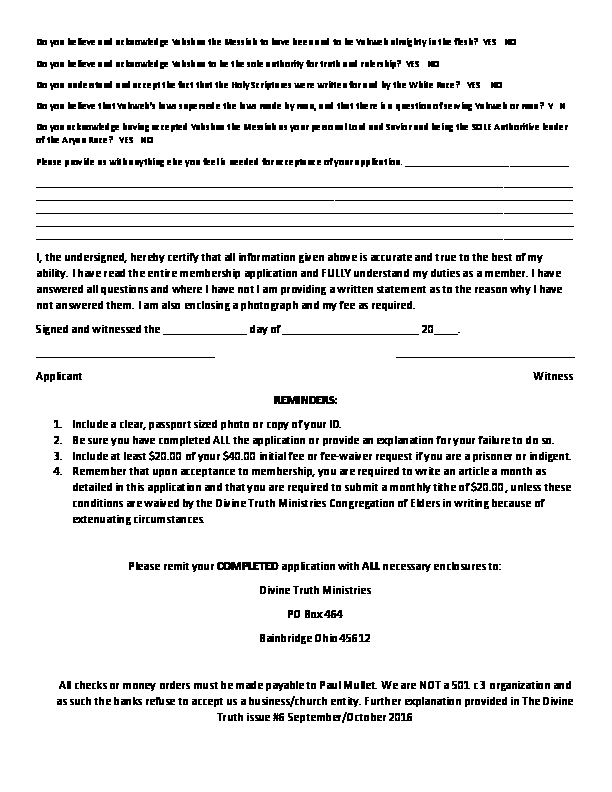 Do you believe and acknowledge Yahshua the Messiah to have been and to be Yahweh almighty in the flesh? YES NO
Do you believe and acknowledge Yahshua to be the sole authority for truth and rulership? YES NO
Do you understand and accept the fact that the Holy Scriptures were written for and by the White Race? YES NO
Do you believe that Yahweh's laws supersede the laws made by man, and that there is a question of serving Yahweh or man? Y N
Do you acknowledge having accepted Yahshua the Messiah as your personal Lord and Savior and being the SOLE Authoritive leader
of the Aryan Race? YES NO
Please provide us with anything else you feel is needed for acceptance of your application. ______________________________
I, the undersigned, hereby certify that all information given above is accurate and true to the best of my
ability. I have read the entire membership application and FULLY understand my duties as a member. I have
answered all questions and where I have not I am providing a written statement as to the reason why I have
not answered them. I am also enclosing a photograph and my fee as required.
Signed and witnessed the ______________ day of ______________________ 20____.
Applicant Witness
REMINDERS:
1. Include a clear, passport sized photo or copy of your ID.
2. Be sure you have completed ALL the application or provide an explanation for your failure to do so.
3. Include at least $20.00 of your $40.00 initial fee or fee-waiver request if you are a prisoner or indigent.
4. Remember that upon acceptance to membership, you are required to write an article a month as
detailed in this application and that you are required to submit a monthly tithe of $20.00, unless these
conditions are waived by the Divine Truth Ministries Congregation of Elders in writing because of
extenuating circumstances.
Please remit your COMPLETED application with ALL necessary enclosures to:
Divine Truth Ministries
PO Box 464
Bainbridge Ohio 45612
All checks or money orders must be made payable to Paul Mullet. We are NOT a 501 c 3 organization and
as such the banks refuse to accept us a business/church entity. Further explanation provided in The Divine
Truth issue #6 September/October 2016